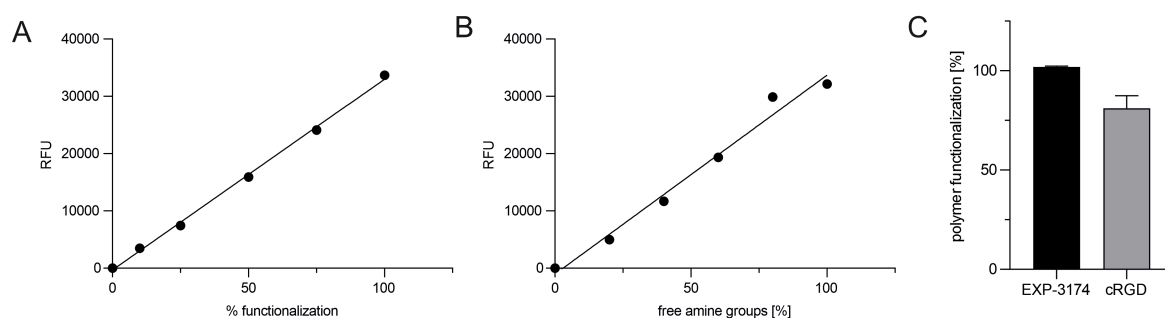 A
RFU
40000
30000
20000
10000
0
0
50
100
% functionalization
B
RFU
40000
30000
20000
10000
0
0
50
100
free amine groups [%]
C
polymer functionalization [%]
100
50
0
EXP-3174
cRGD